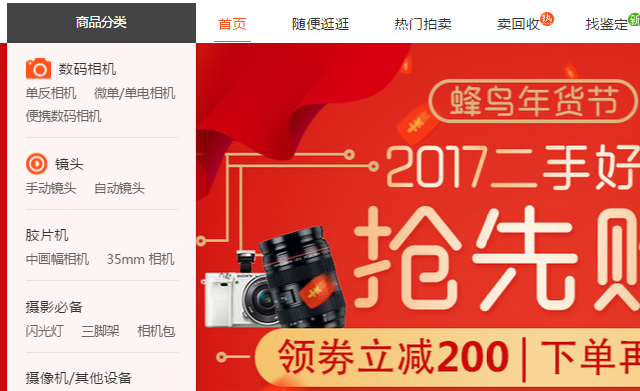 商品分类
首页 随便逛逛 热门拍卖 卖回收 热 找鉴定 新
数码相机
单反相机 微单/单电相机
便携数码相机
镜头
手动镜头 自动镜头
胶片机
中画幅相机 35mm 相机
摄影必备
闪光灯 三脚架 相机包
摄像机/其他设备
蜂鸟年货节
2017二手好
抢先购
SONY
领券立减200 | 下单再